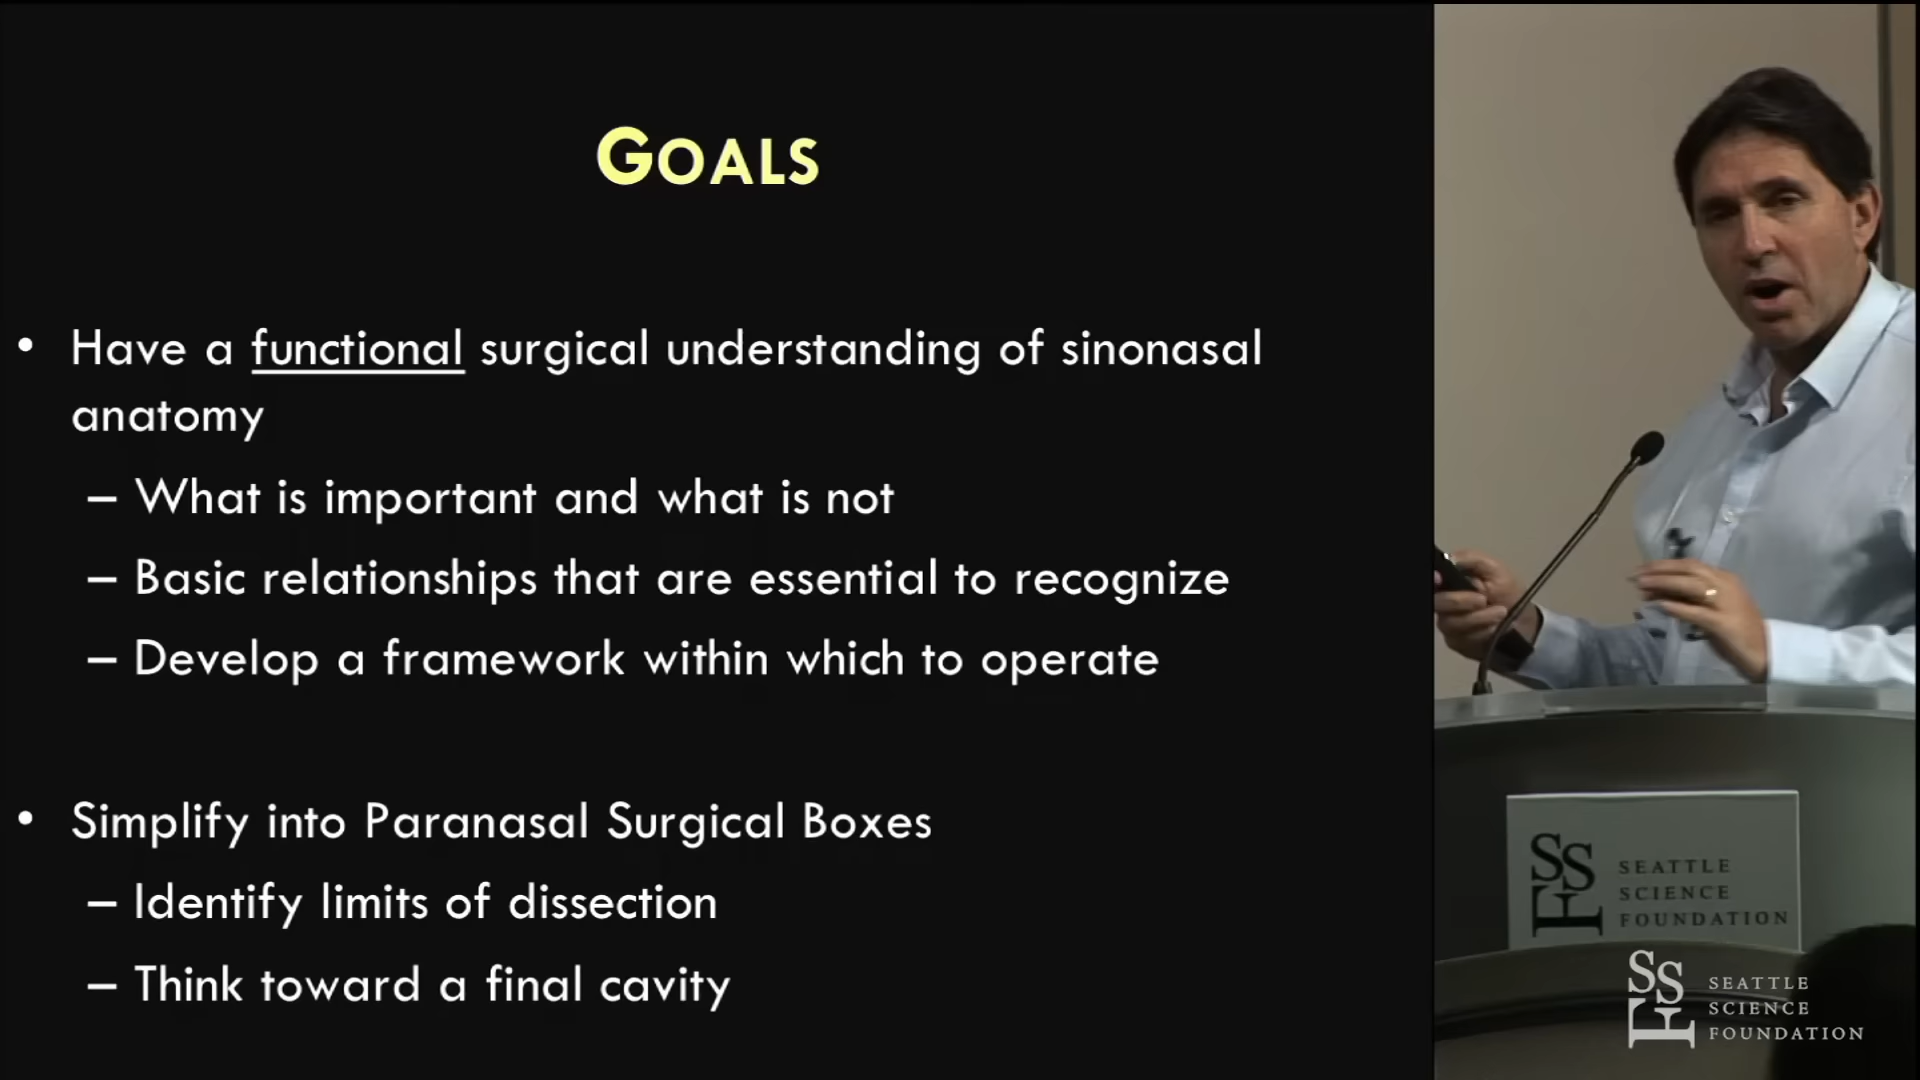 GOALS
• Have a functional surgical understanding of sinonasal
anatomy
– What is important and what is not
– Basic relationships that are essential to recognize
– Develop a framework within which to operate
• Simplify into Paranasal Surgical Boxes
– Identify limits of dissection
– Think toward a final cavity
SSF
SEATTLE
SCIENCE
FOUNDATION
SSF
SEATTLE
SCIENCE
FOUNDATION